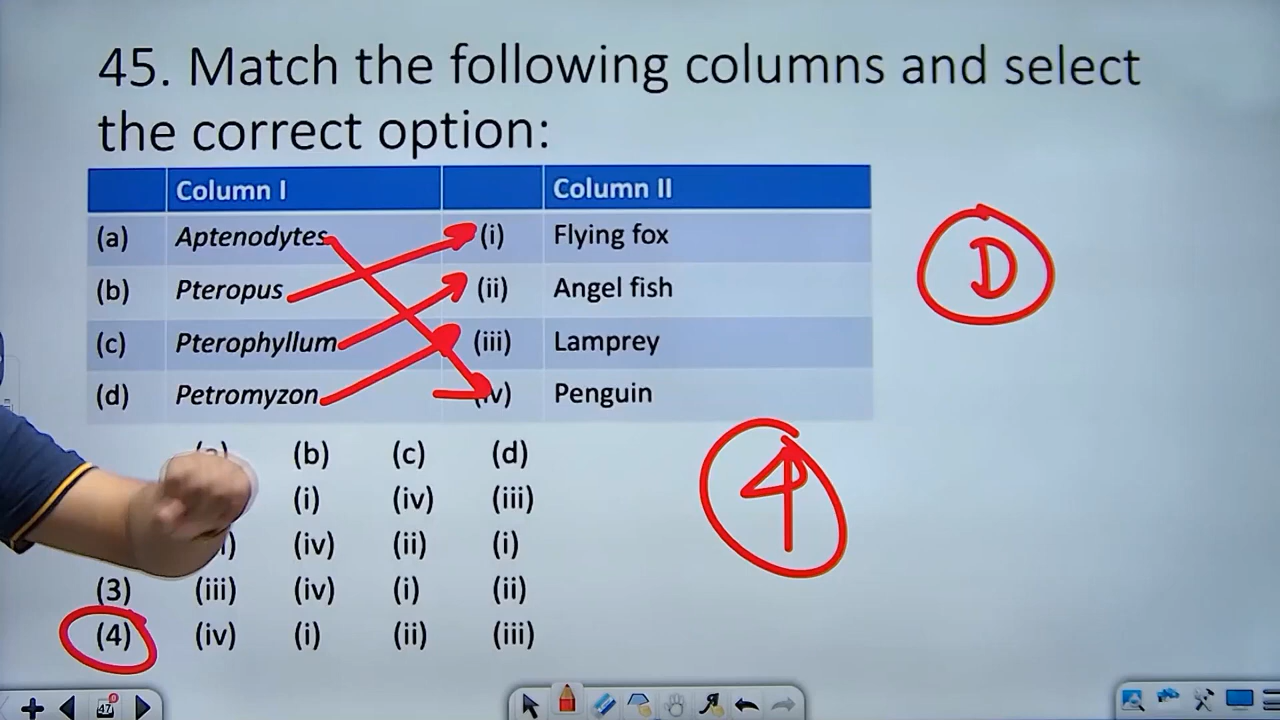 45. Match the following columns and select
the correct option:
Column I Column II
(a) Aptenodytes (i) Flying fox
(b) Pteropus (ii) Angel fish
(c) Pterophyllum (iii) Lamprey
(d) Petromyzon (iv) Penguin
D
4
(a) (b) (c) (d)
(i) (iv) (iii)
(iv) (ii) (i)
(3) (iii) (iv) (i) (ii)
(4) (iv) (i) (ii) (iii)
47